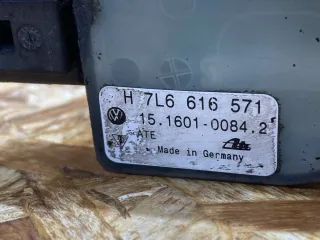 H 7L6 616 571
15.1601-0084.2
ATE
Made in Germany